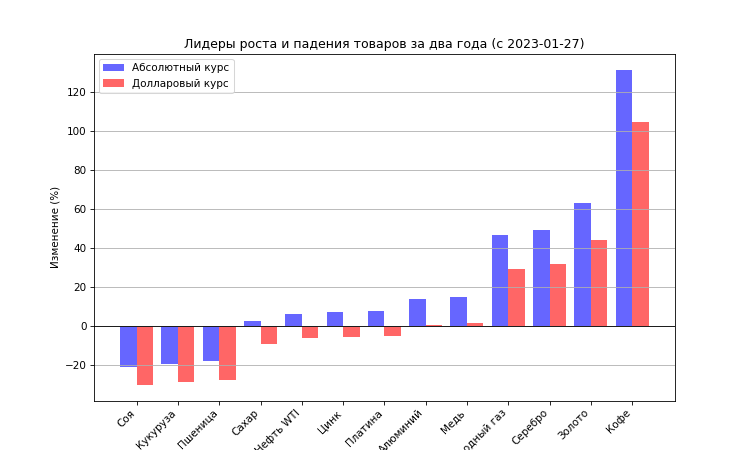 Лидеры роста и падения товаров за два года (с 2023-01-27)
Абсолютный курс
Долларовый курс
Изменение (%)
120
100
80
60
40
20
0
−20
Соя
Кукуруза
Пшеница
Сахар
Нефть WTI
Цинк
Платина
Алюминий
Медь
газ
Серебро
Золото
Кофе